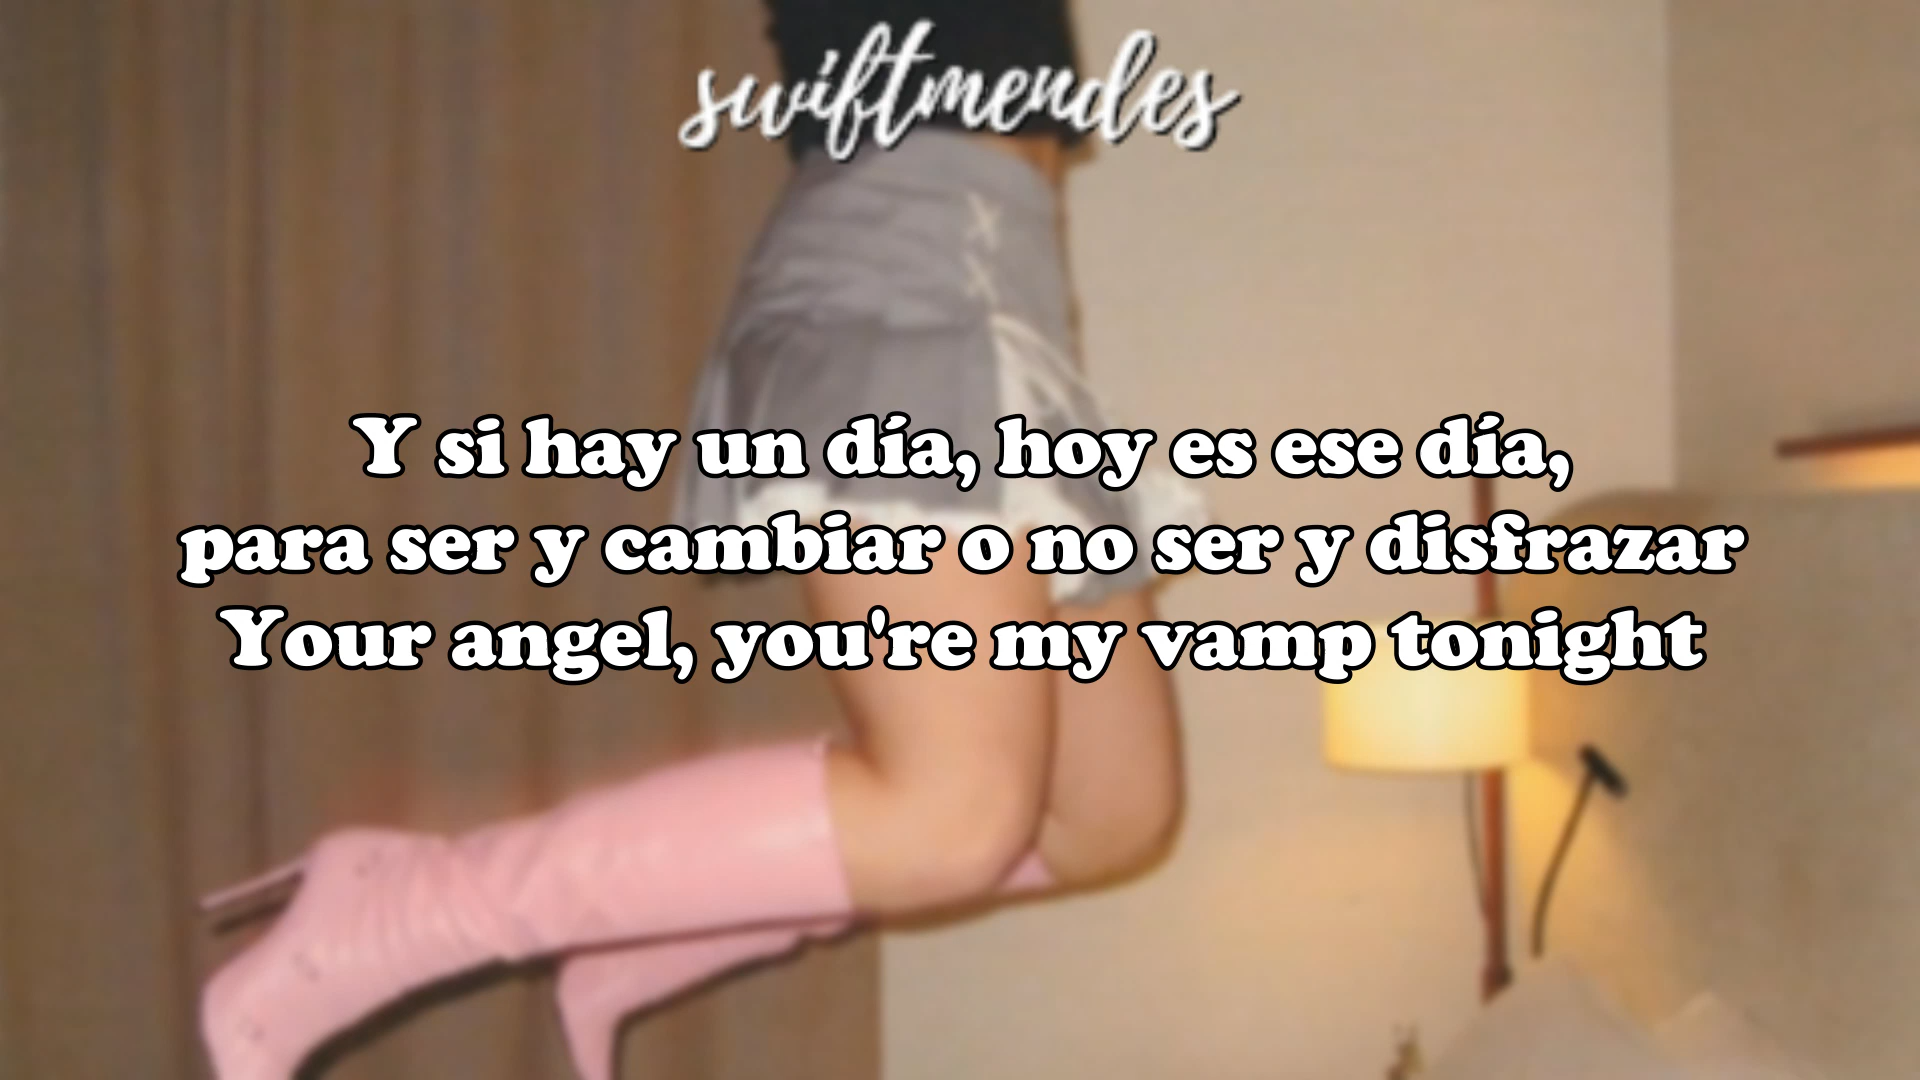 swiftmendes
Y si hay un día, hoy es ese día,
para ser y cambiar o no ser y disfrazar
Your angel, you're my vamp tonight